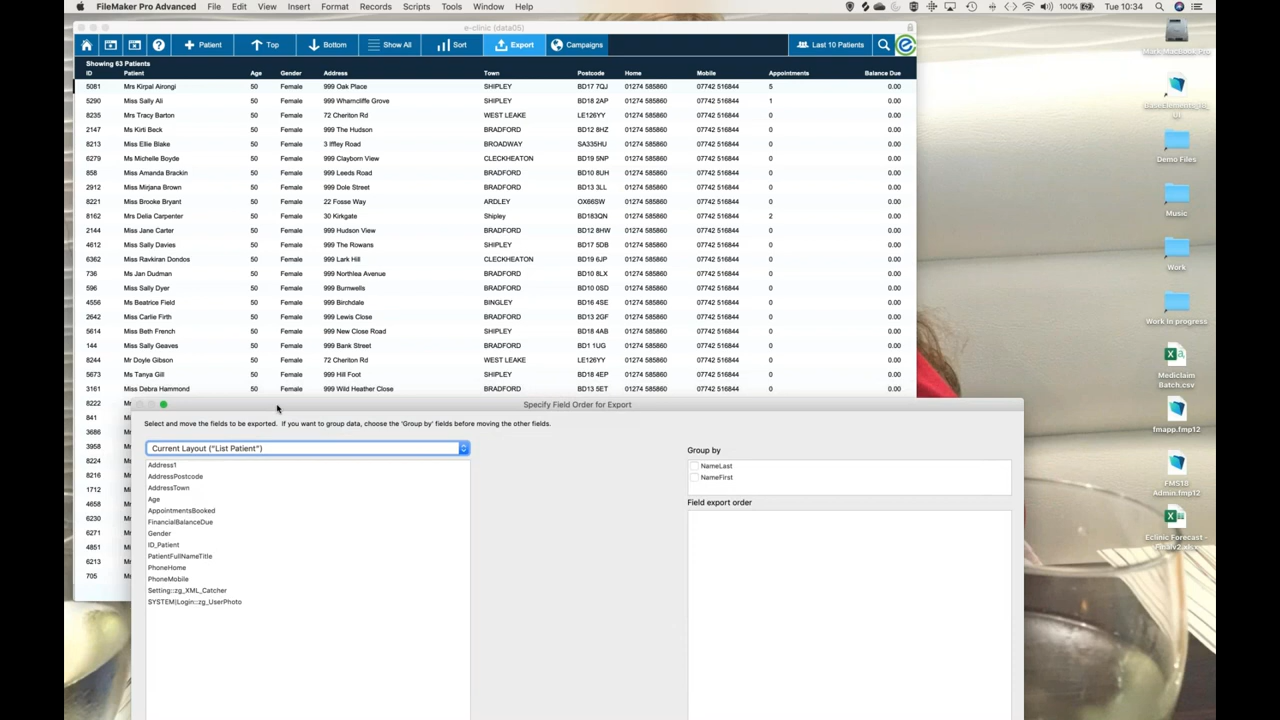 FileMaker Pro Advanced File Edit View Insert Format Records Scripts Tools Window Help 100% Tue 10:34
e-clinic (data05)
Patient Top Bottom Show All Sort Export Campaigns Last 10 Patients
Showing 63 Patients
ID Patient Age Gender Address Town Postcode Home Mobile Appointments Balance Due
5081 Mrs Kirpal Airongi 50 Female 999 Oak Place SHIPLEY BD17 7QJ 01274 585860 07742 516844 5 0.00
5290 Miss Sally Ali 50 Female 999 Wharncliffe Grove SHIPLEY BD18 2AP 01274 585860 07742 516844 1 0.00
8235 Mrs Tracy Barton 50 Female 72 Cheriton Rd WEST LEAKE LE126YY 01274 585860 07742 516844 0 0.00
2147 Ms Kirti Beck 50 Female 999 The Hudson BRADFORD BD12 8HZ 01274 585860 07742 516844 0 0.00
8213 Miss Ellie Blake 50 Female 3 Iffley Road BROADWAY SA335HU 01274 585860 07742 516844 0 0.00
6279 Ms Michelle Boyde 50 Female 999 Clayborn View CLECKHEATON BD19 5NP 01274 585860 07742 516844 0 0.00
858 Miss Amanda Brackin 50 Female 999 Leeds Road BRADFORD BD10 8UH 01274 585860 07742 516844 0 0.00
2912 Miss Mirjana Brown 50 Female 999 Dole Street BRADFORD BD13 3LL 01274 585860 07742 516844 0 0.00
8221 Miss Brooke Bryant 50 Female 22 Fosse Way ARDLEY OX66SW 01274 585860 07742 516844 0 0.00
8162 Mrs Delia Carpenter 50 Female 30 Kirkgate Shipley BD183QN 01274 585860 07742 516844 2 0.00
2144 Miss Jane Carter 50 Female 999 Hudson View BRADFORD BD12 8HW 01274 585860 07742 516844 0 0.00
4612 Miss Sally Davies 50 Female 999 The Rowans SHIPLEY BD17 5DB 01274 585860 07742 516844 0 0.00
6362 Miss Ravkiran Dondos 50 Female 999 Lark Hill CLECKHEATON BD19 6JP 01274 585860 07742 516844 0 0.00
736 Ms Jan Dudman 50 Female 999 Northlea Avenue BRADFORD BD10 8LX 01274 585860 07742 516844 0 0.00
596 Miss Sally Dyer 50 Female 999 Burnwells BRADFORD BD10 0SD 01274 585860 07742 516844 0 0.00
4556 Ms Beatrice Field 50 Female 999 Birchdale BINGLEY BD16 4SE 01274 585860 07742 516844 0 0.00
2642 Miss Carlie Firth 50 Female 999 Lewis Close BRADFORD BD13 2GF 01274 585860 07742 516844 0 0.00
5614 Miss Beth French 50 Female 999 New Close Road SHIPLEY BD18 4AB 01274 585860 07742 516844 0 0.00
144 Miss Sally Geaves 50 Female 999 Bank Street BRADFORD BD1 1UG 01274 585860 07742 516844 0 0.00
8244 Mr Doyle Gibson 50 Female 72 Cheriton Rd WEST LEAKE LE126YY 01274 585860 07742 516844 0 0.00
5673 Ms Tanya Gill 50 Female 999 Hill Foot SHIPLEY BD18 4EP 01274 585860 07742 516844 0 0.00
3161 Miss Debra Hammond 50 Female 999 Wild Heather Close BRADFORD BD13 5ET 01274 585860 07742 516844 0 0.00
8222
841
3686
3958
8224
8216
1712
4658
6230
6271
4851
6213
705
Specify Field Order for Export
Select and move the fields to be exported. If you want to group data, choose the 'Group by' fields before moving the other fields.
Current Layout ("List Patient")
Address1
AddressPostcode
AddressTown
Age
AppointmentsBooked
FinancialBalanceDue
Gender
ID_Patient
PatientFullNameTitle
PhoneHome
PhoneMobile
Setting::zg_XML_Catcher
SYSTEM|Login::zg_UserPhoto
Group by
NameLast
NameFirst
Field export order
Demo Files
Music
Work
Work In progress
Mediclaim
Batch.csv
fmapp.fmp12
FMS18
Admin.fmp12
Eclinic Forecast -